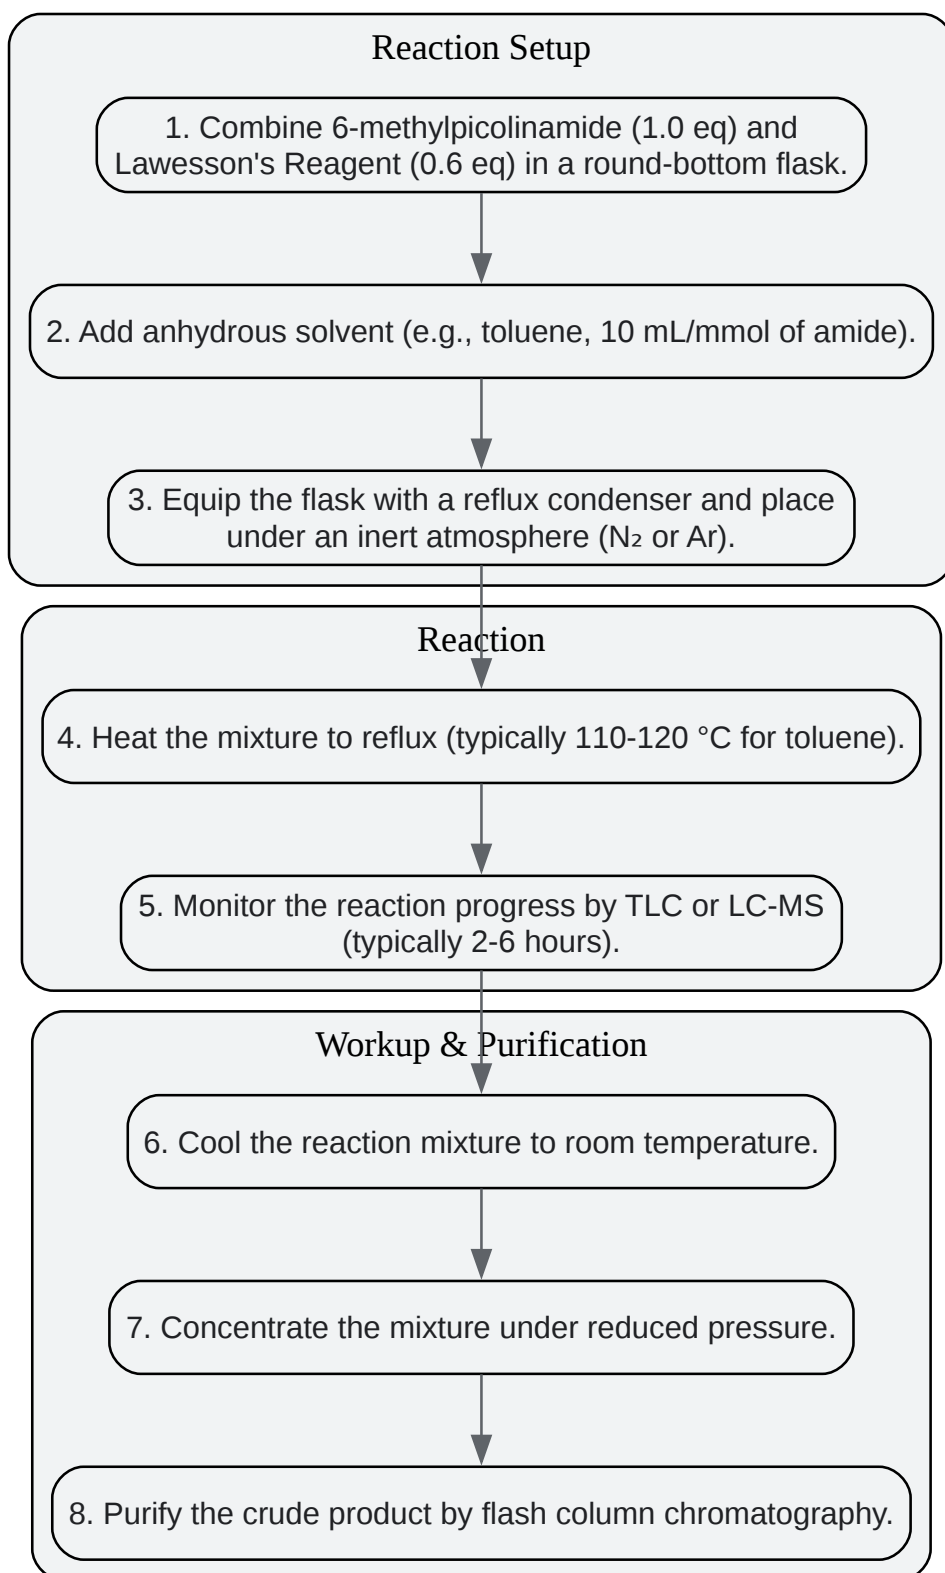 Reaction Setup
1. Combine 6-methylpicolinamide (1.0 eq) and
Lawesson's Reagent (0.6 eq) in a round-bottom flask.
2. Add anhydrous solvent (e.g., toluene, 10 mL/mmol of amide).
3. Equip the flask with a reflux condenser and place
under an inert atmosphere (N₂ or Ar).
Reaction
4. Heat the mixture to reflux (typically 110-120 °C for toluene).
5. Monitor the reaction progress by TLC or LC-MS
(typically 2-6 hours).
Workup & Purification
6. Cool the reaction mixture to room temperature.
7. Concentrate the mixture under reduced pressure.
8. Purify the crude product by flash column chromatography.